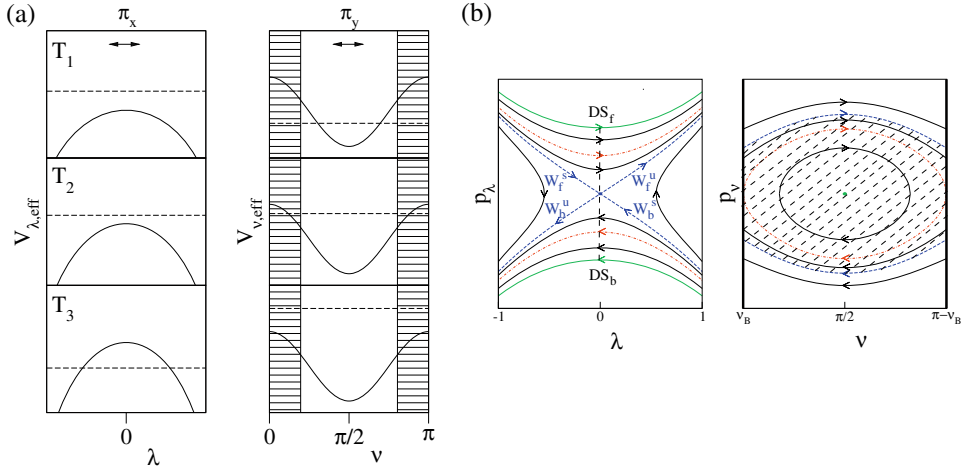 (a)
π_x
π_y
T_1
T_2
T_3
V_λ,eff
V_ν,eff
0
λ
0
π/2
π
ν
(b)
DS_f
W_f^s
W_f^u
W_b^u
W_b^s
DS_b
p_λ
-1
0
1
λ
p_ν
ν_B
π/2
π-ν_B
ν